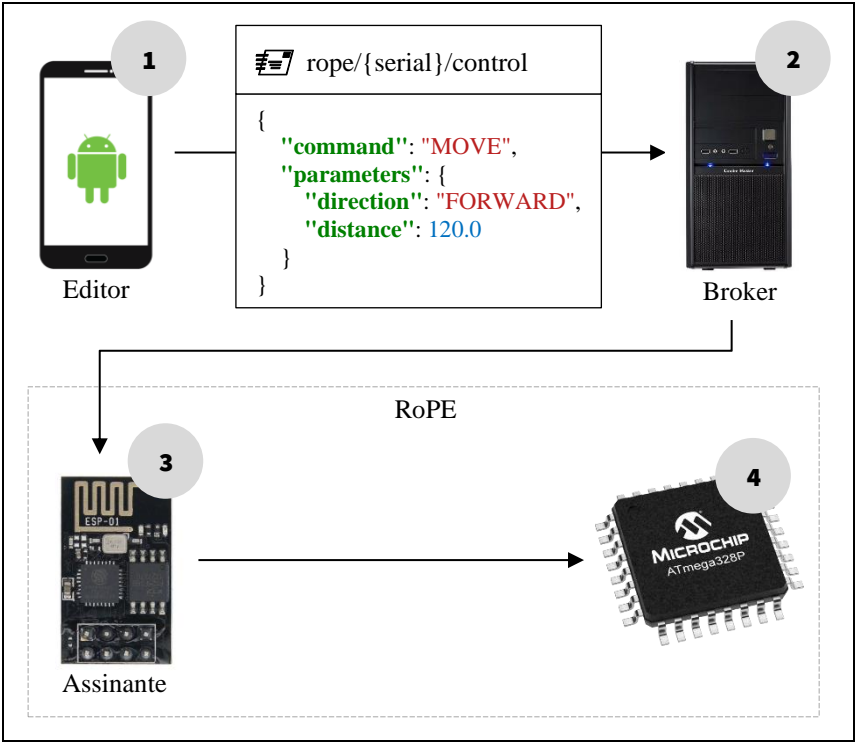 1
rope/{serial}/control
2
{
"command": "MOVE",
"parameters": {
"direction": "FORWARD",
"distance": 120.0
}
}
Editor
Broker
RoPE
3
4
ESP-01
MICROCHIP
ATmega328P
Assinante